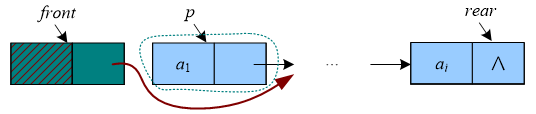 front p rear
a1 … ai ∧